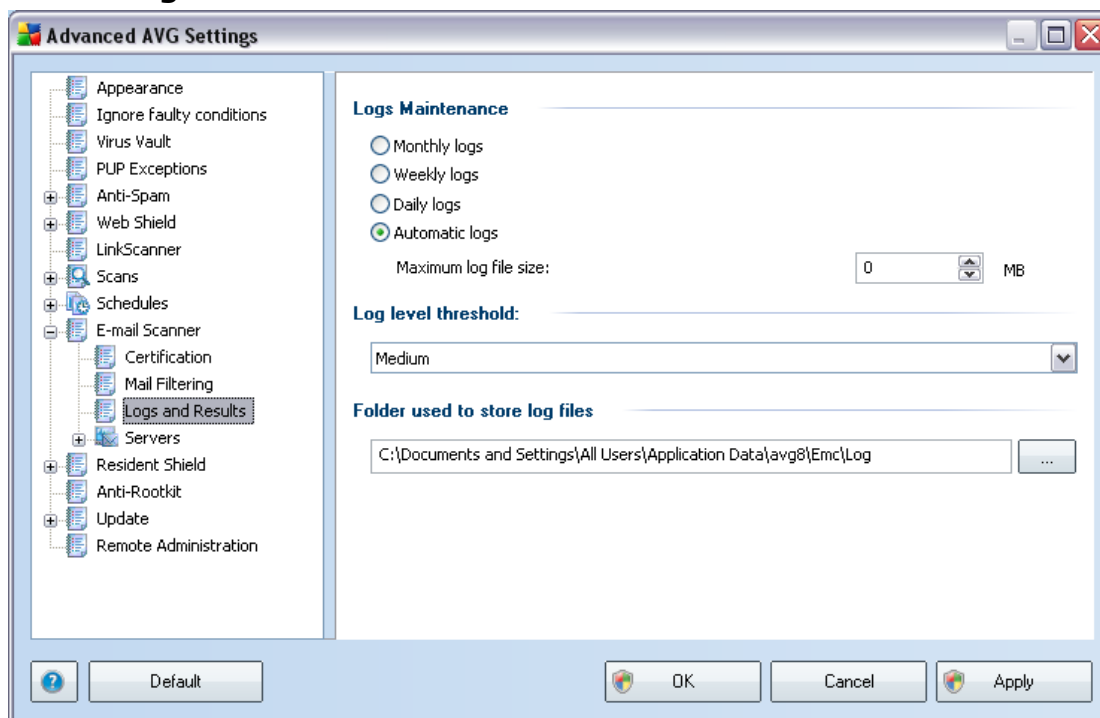 Advanced AVG Settings
Appearance
Ignore faulty conditions
Virus Vault
PUP Exceptions
Anti-Spam
Web Shield
LinkScanner
Scans
Schedules
E-mail Scanner
Certification
Mail Filtering
Logs and Results
Servers
Resident Shield
Anti-Rootkit
Update
Remote Administration
Logs Maintenance
Monthly logs
Weekly logs
Daily logs
Automatic logs
Maximum log file size: 0 MB
Log level threshold:
Medium
Folder used to store log files
C:\Documents and Settings\All Users\Application Data\avg8\Emc\Log ...
? Default OK Cancel Apply